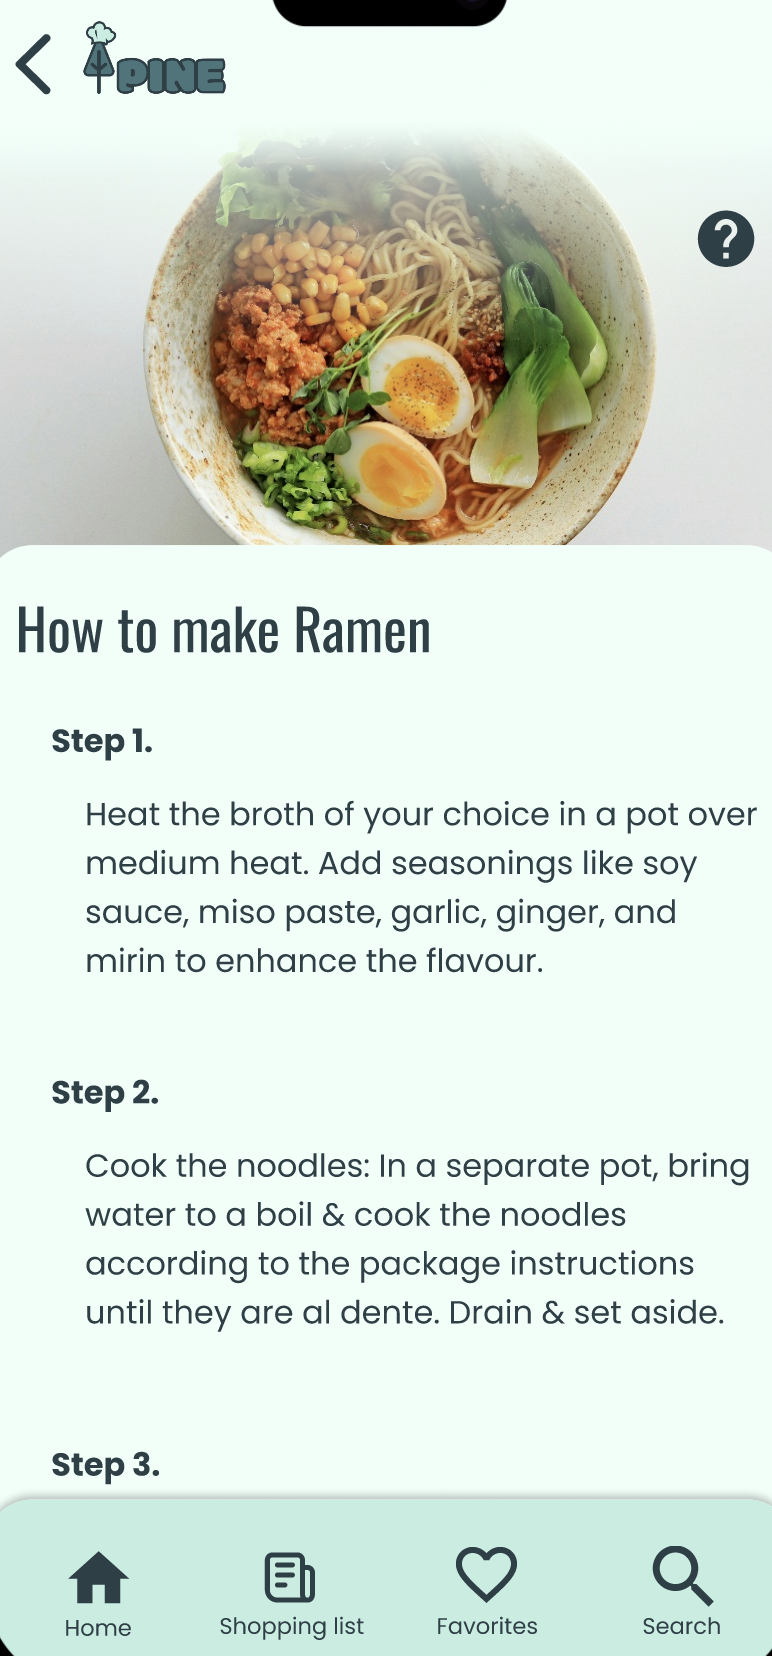 PINE
?
How to make Ramen
Step 1.
Heat the broth of your choice in a pot over
medium heat. Add seasonings like soy
sauce, miso paste, garlic, ginger, and
mirin to enhance the flavour.
Step 2.
Cook the noodles: In a separate pot, bring
water to a boil & cook the noodles
according to the package instructions
until they are al dente. Drain & set aside.
Step 3.
Home Shopping list Favorites Search